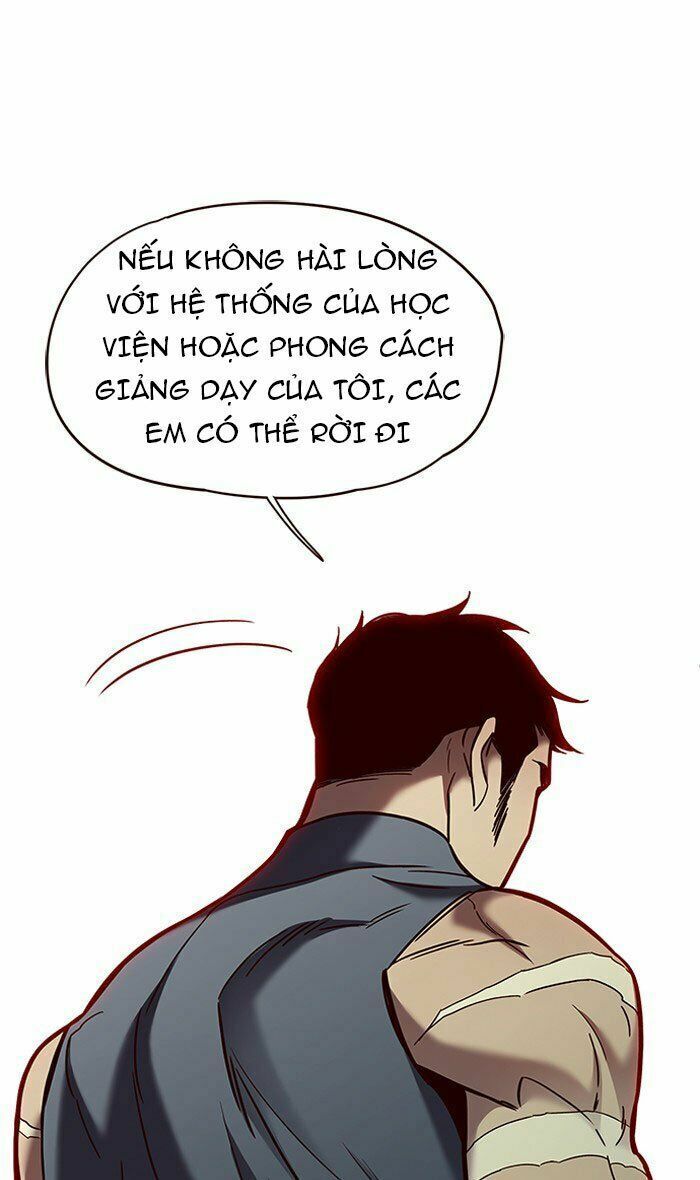 NẾU KHÔNG HÀI LÒNG
VỚI HỆ THỐNG CỦA HỌC
VIỆN HOẶC PHONG CÁCH
GIẢNG DẠY CỦA TÔI, CÁC
EM CÓ THỂ RỜI ĐI